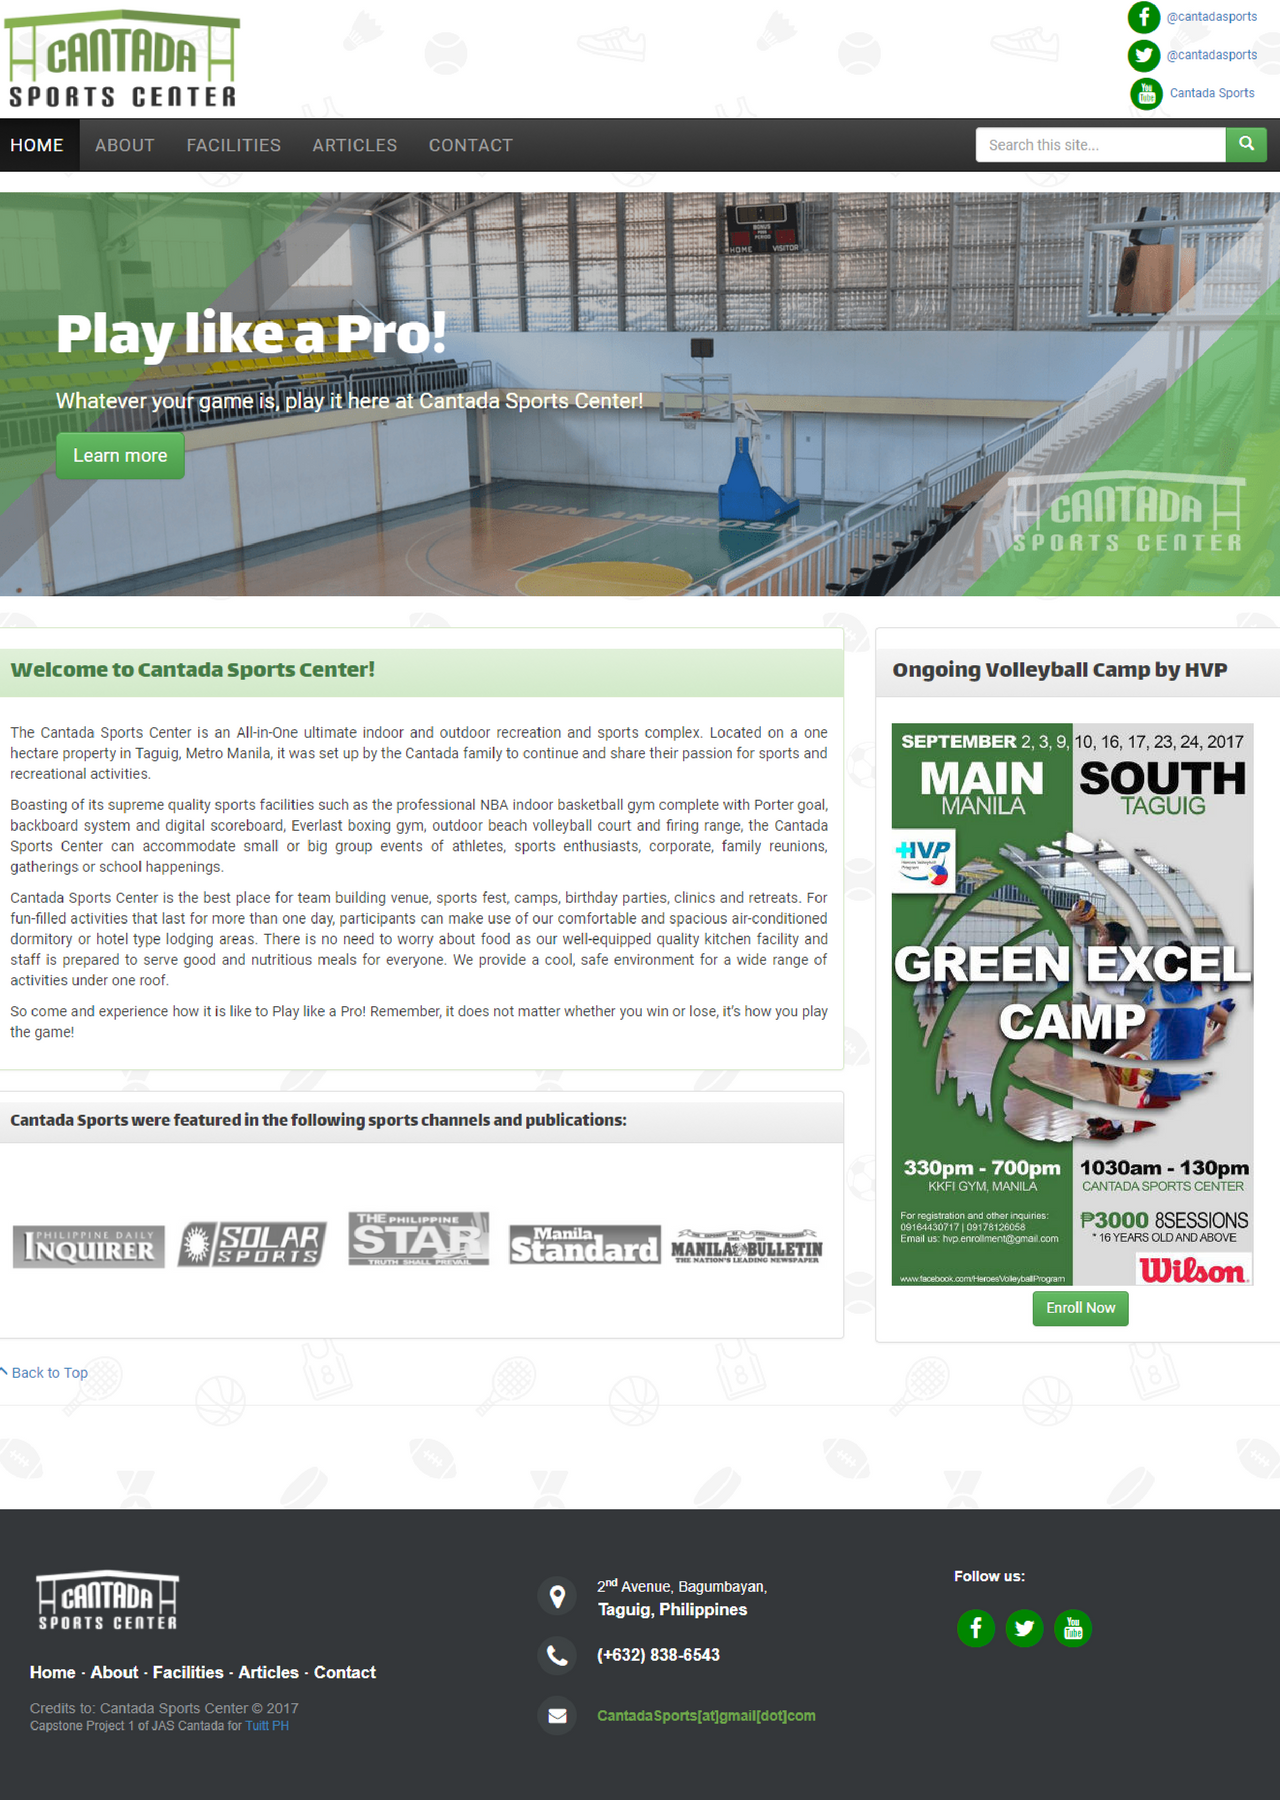 CANTADA
SPORTS CENTER
@cantadasports
@cantadasports
You
Tube
Cantada Sports
HOME
ABOUT
FACILITIES
ARTICLES
CONTACT
Search this site...
BONUS
PERIOD
HOME
VISITOR
Play like a Pro!
Whatever your game is, play it here at Cantada Sports Center!
Learn more
DON AMBROSIO
CANTADA
SPORTS CENTER
Welcome to Cantada Sports Center!
The Cantada Sports Center is an All-in-One ultimate indoor and outdoor recreation and sports complex. Located on a one
hectare property in Taguig, Metro Manila, it was set up by the Cantada family to continue and share their passion for sports and
recreational activities.
Boasting of its supreme quality sports facilities such as the professional NBA indoor basketball gym complete with Porter goal,
backboard system and digital scoreboard, Everlast boxing gym, outdoor beach volleyball court and firing range, the Cantada
Sports Center can accommodate small or big group events of athletes, sports enthusiasts, corporate, family reunions,
gatherings or school happenings.
Cantada Sports Center is the best place for team building venue, sports fest, camps, birthday parties, clinics and retreats. For
fun-filled activities that last for more than one day, participants can make use of our comfortable and spacious air-conditioned
dormitory or hotel type lodging areas. There is no need to worry about food as our well-equipped quality kitchen facility and
staff is prepared to serve good and nutritious meals for everyone. We provide a cool, safe environment for a wide range of
activities under one roof.
So come and experience how it is like to Play like a Pro! Remember, it does not matter whether you win or lose, it's how you play
the game!
Cantada Sports were featured in the following sports channels and publications:
PHILIPPINE DAILY
INQUIRER
SOLAR
SPORTS
THE PHILIPPINE
STAR
TRUTH SHALL PREVAIL
Manila
Standard
MANILA BULLETIN
THE NATION'S LEADING NEWSPAPER
Ongoing Volleyball Camp by HVP
SEPTEMBER 2, 3, 9, 10, 16, 17, 23, 24, 2017
MAIN
MANILA
SOUTH
TAGUIG
HVP
Heroes Volleyball
Program
GREEN EXCEL
CAMP
330pm - 700pm
KKFI GYM, MANILA
1030am - 130pm
CANTADA SPORTS CENTER
For registration and other inquiries:
09164430717 | 09178126058
Email us: hvp.enrollment@gmail.com
₱3000 8SESSIONS
* 16 YEARS OLD AND ABOVE
www.facebook.com/HeroesVolleyballProgram
Wilson
Enroll Now
Back to Top
CANTADA
SPORTS CENTER
Home · About · Facilities · Articles · Contact
Credits to: Cantada Sports Center © 2017
Capstone Project 1 of JAS Cantada for Tuitt PH
2nd Avenue, Bagumbayan,
Taguig, Philippines
(+632) 838-6543
CantadaSports[at]gmail[dot]com
Follow us:
You
Tube